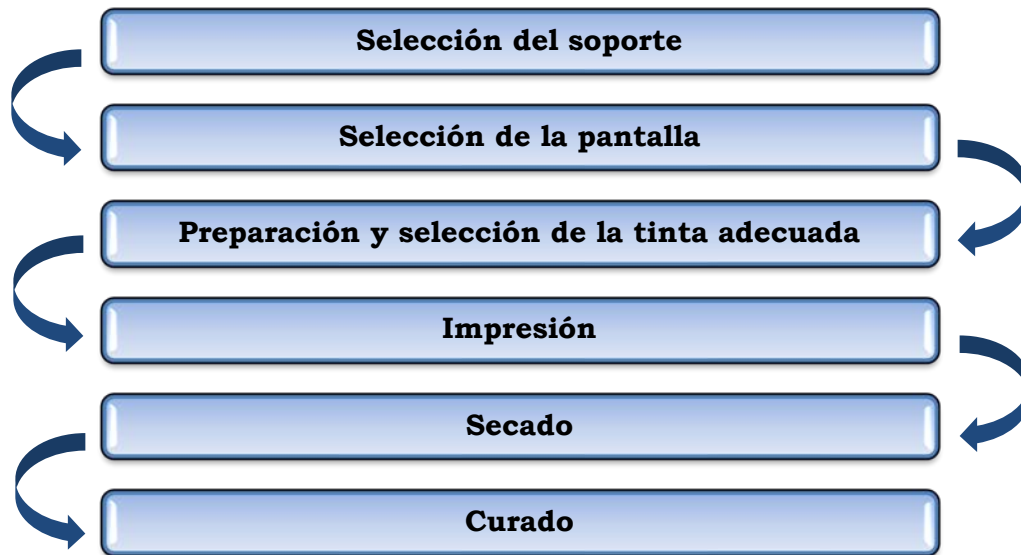 Selección del soporte
Selección de la pantalla
Preparación y selección de la tinta adecuada
Impresión
Secado
Curado